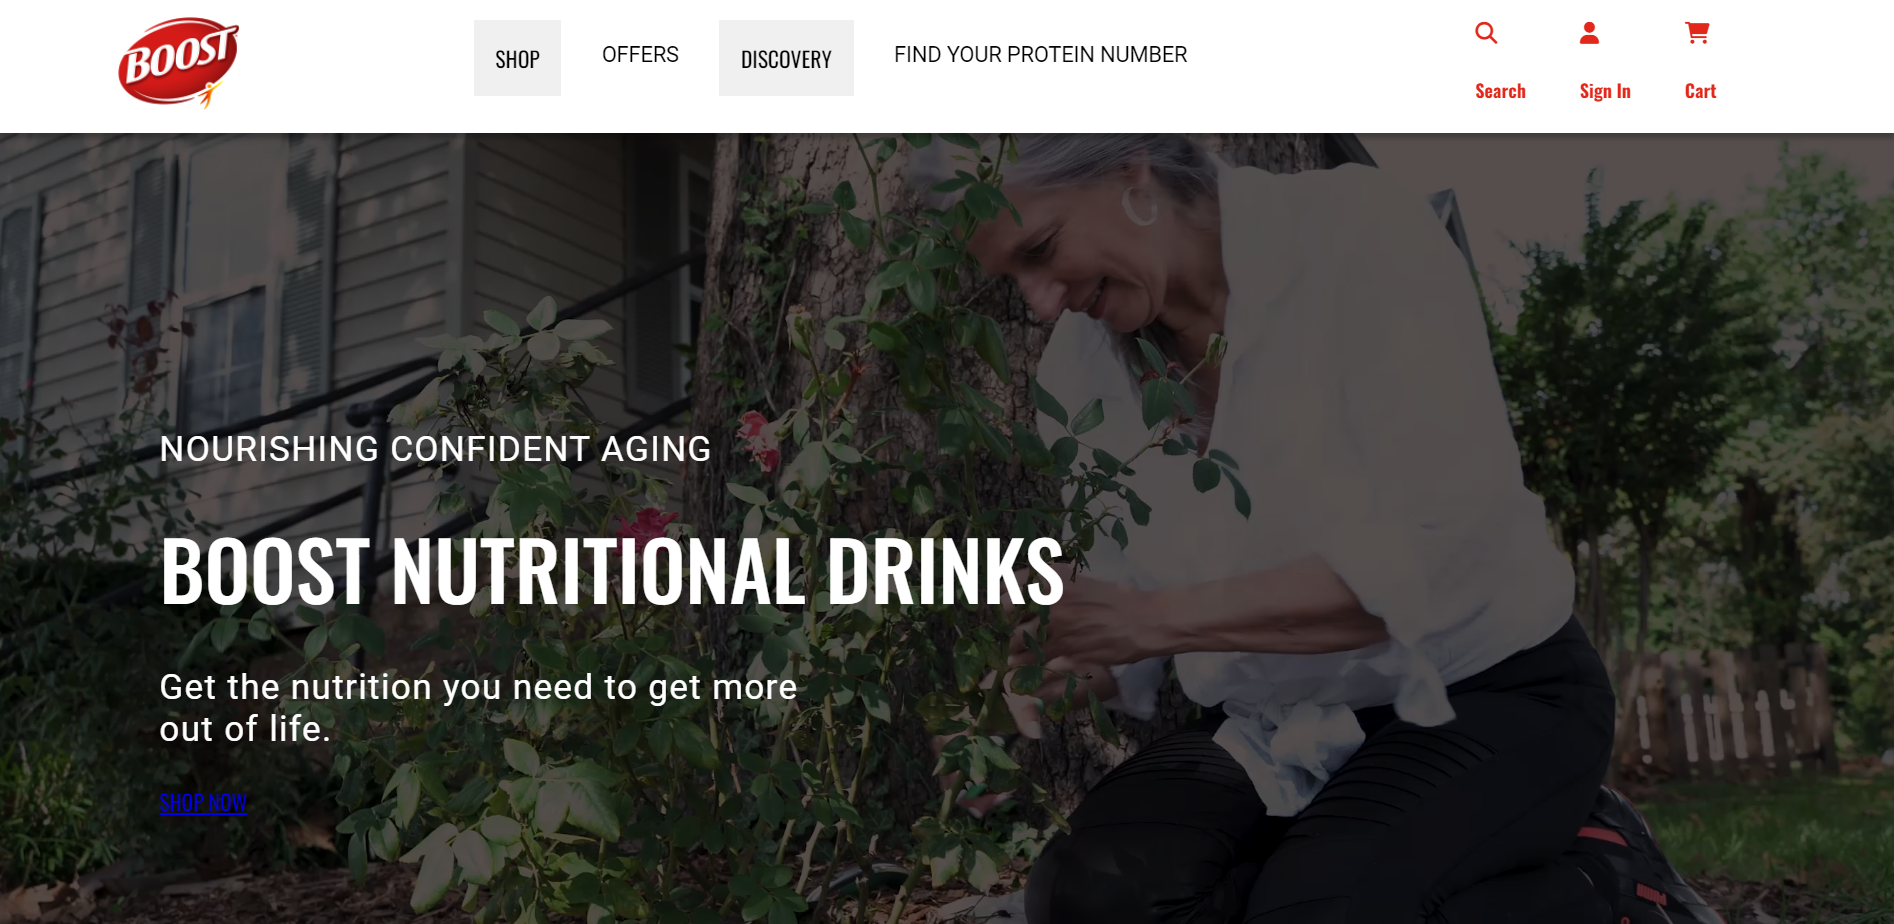 BOOST
SHOP
OFFERS
DISCOVERY
FIND YOUR PROTEIN NUMBER
Search
Sign In
Cart
NOURISHING CONFIDENT AGING
BOOST NUTRITIONAL DRINKS
Get the nutrition you need to get more
out of life.
SHOP NOW